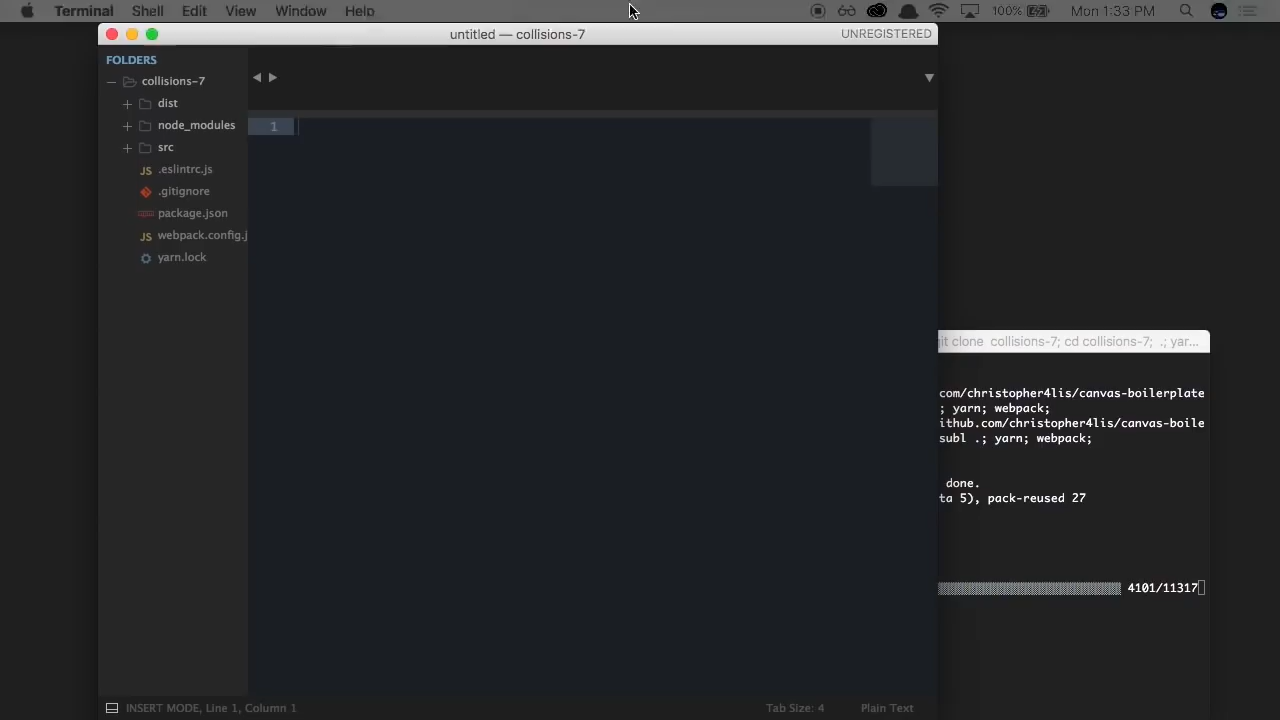 Terminal Shell Edit View Window Help 100% Mon 1:33 PM
untitled — collisions-7 UNREGISTERED
FOLDERS
collisions-7
dist
node_modules
src
JS .eslintrc.js
.gitignore
package.json
JS webpack.config.j
yarn.lock
1
git clone collisions-7; cd collisions-7; .; yar...
com/christopher4lis/canvas-boilerplate
; yarn; webpack;
ithub.com/christopher4lis/canvas-boile
subl .; yarn; webpack;
done.
ta 5), pack-reused 27
4101/11317
INSERT MODE, Line 1, Column 1 Tab Size: 4 Plain Text